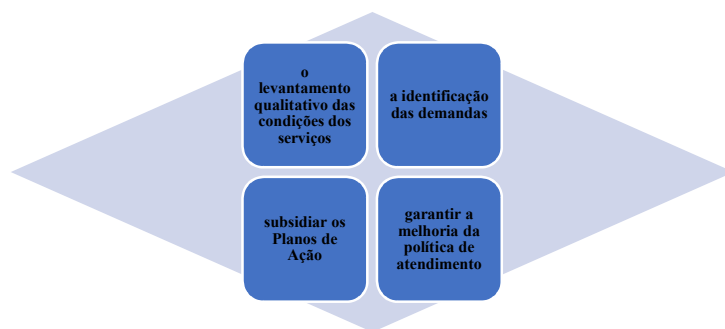 o
levantamento
qualitativo das
condições dos
serviços
a identificação
das demandas
subsidiar os
Planos de
Ação
garantir a
melhoria da
política de
atendimento